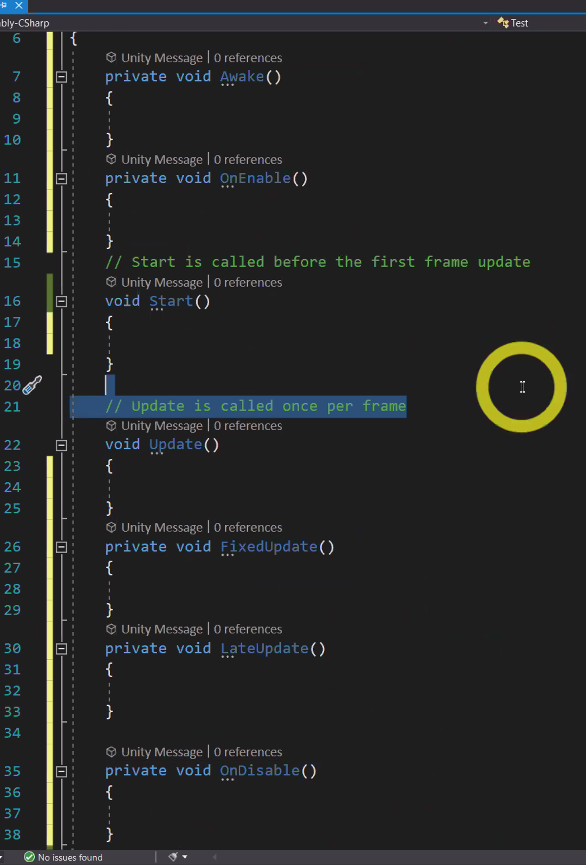 bly-CSharp Test
6 {
Unity Message | 0 references
7 private void Awake()
8 {
9
10 }
Unity Message | 0 references
11 private void OnEnable()
12 {
13
14 }
15 // Start is called before the first frame update
Unity Message | 0 references
16 void Start()
17 {
18
19 }
20
21 // Update is called once per frame
Unity Message | 0 references
22 void Update()
23 {
24
25 }
Unity Message | 0 references
26 private void FixedUpdate()
27 {
28
29 }
Unity Message | 0 references
30 private void LateUpdate()
31 {
32
33 }
34
Unity Message | 0 references
35 private void OnDisable()
36 {
37
38 }
No issues found